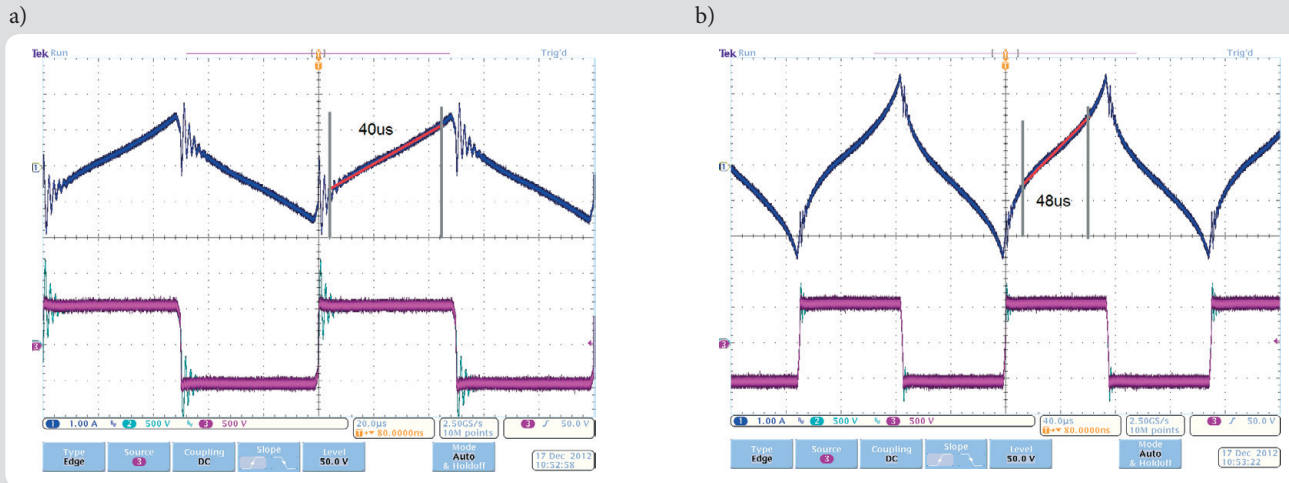 a)
Tek Run
Trig'd
T
T
40us
1
3
1 1.00 A 2 500 V 3 500 V
20.0µs
T→▼ 80.0000ns
2.50GS/s
10M points
3 50.0 V
Type
Edge
Source
3
Coupling
DC
Slope
Level
50.0 V
Mode
Auto
& Holdoff
17 Dec 2012
10:52:58
b)
Tek Run
Trig'd
T
T
48us
1
3
1 1.00 A 2 500 V 3 500 V
40.0µs
T→▼ 80.0000ns
2.50GS/s
10M points
3 50.0 V
Type
Edge
Source
3
Coupling
DC
Slope
Level
50.0 V
Mode
Auto
& Holdoff
17 Dec 2012
10:53:22